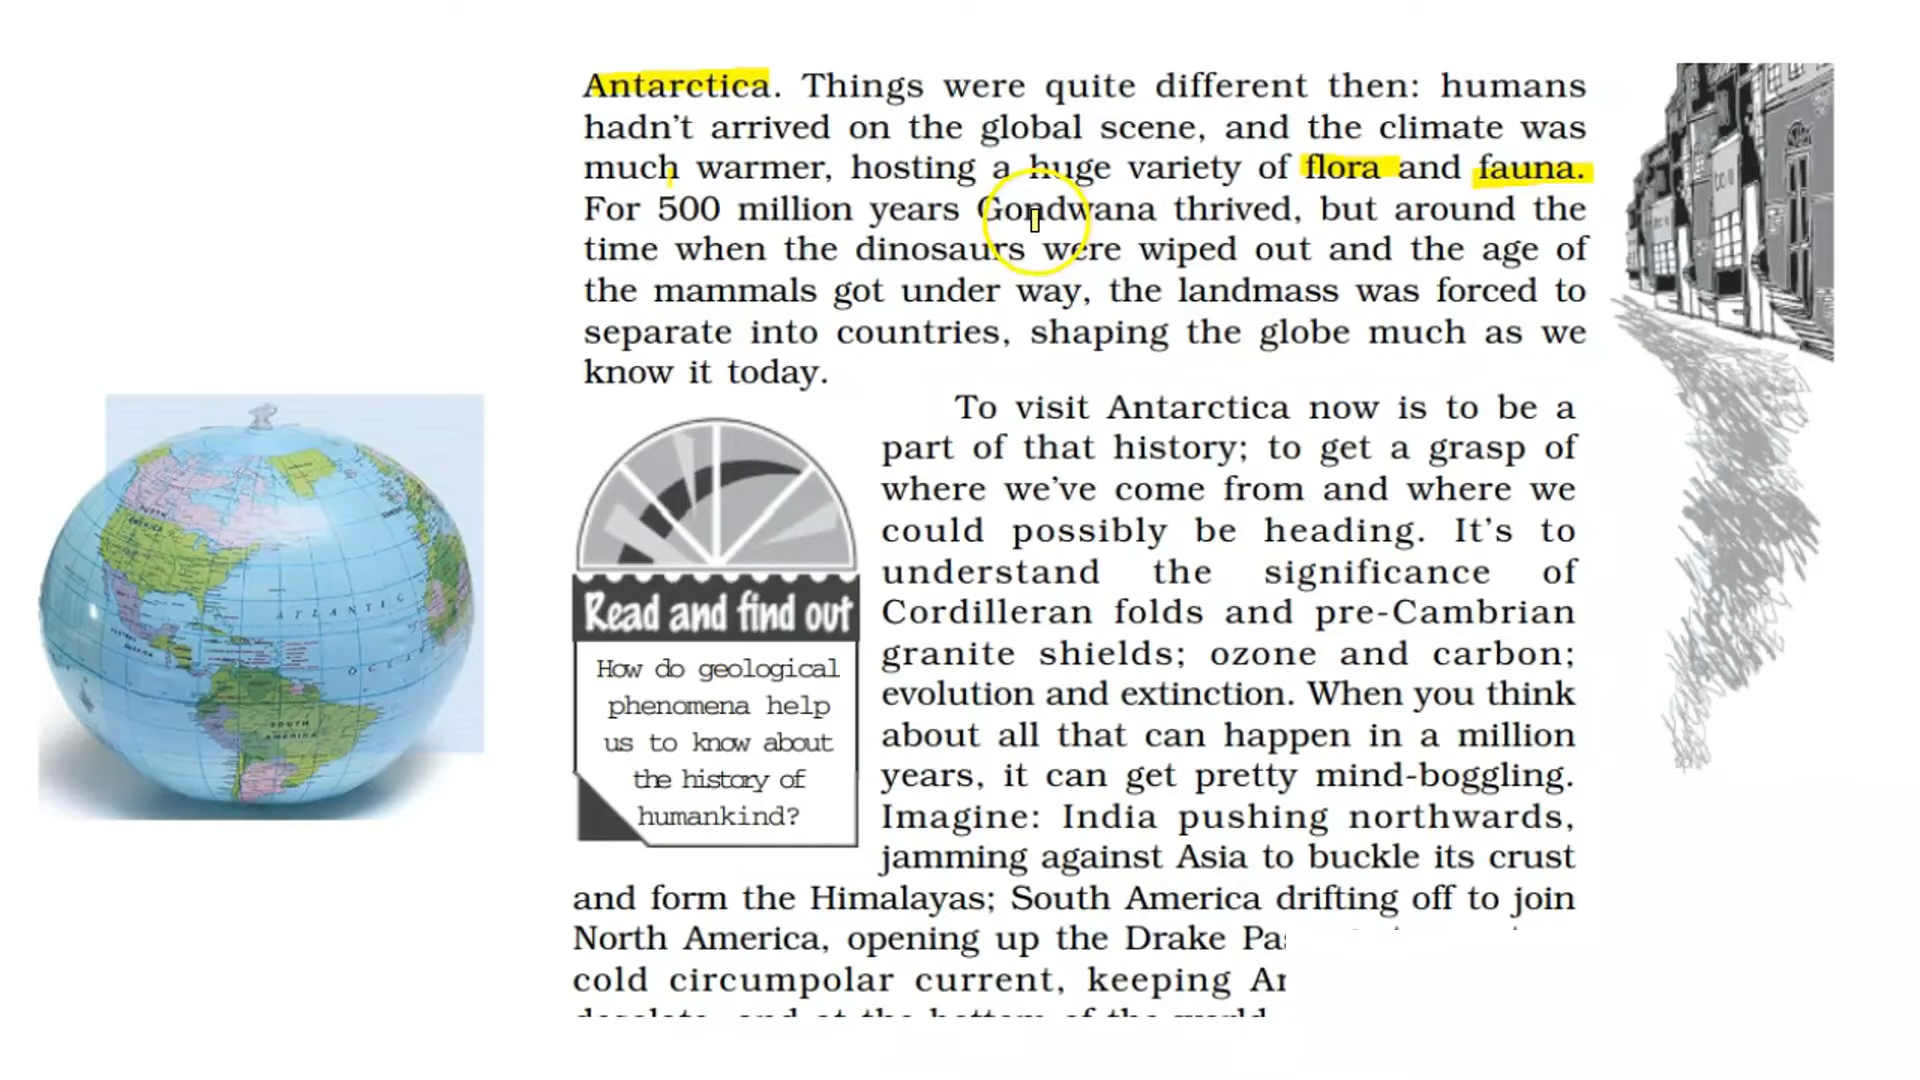 Antarctica. Things were quite different then: humans
hadn't arrived on the global scene, and the climate was
much warmer, hosting a huge variety of flora and fauna.
For 500 million years Gondwana thrived, but around the
time when the dinosaurs were wiped out and the age of
the mammals got under way, the landmass was forced to
separate into countries, shaping the globe much as we
know it today.
To visit Antarctica now is to be a
part of that history; to get a grasp of
where we've come from and where we
could possibly be heading. It's to
understand the significance of
Cordilleran folds and pre-Cambrian
granite shields; ozone and carbon;
evolution and extinction. When you think
about all that can happen in a million
years, it can get pretty mind-boggling.
Imagine: India pushing northwards,
jamming against Asia to buckle its crust
and form the Himalayas; South America drifting off to join
North America, opening up the Drake
cold circumpolar current, keeping
Read and find out
How do geological
phenomena help
us to know about
the history of
humankind?
ATLANTIC
OCEAN
SOUTH
AMERICA